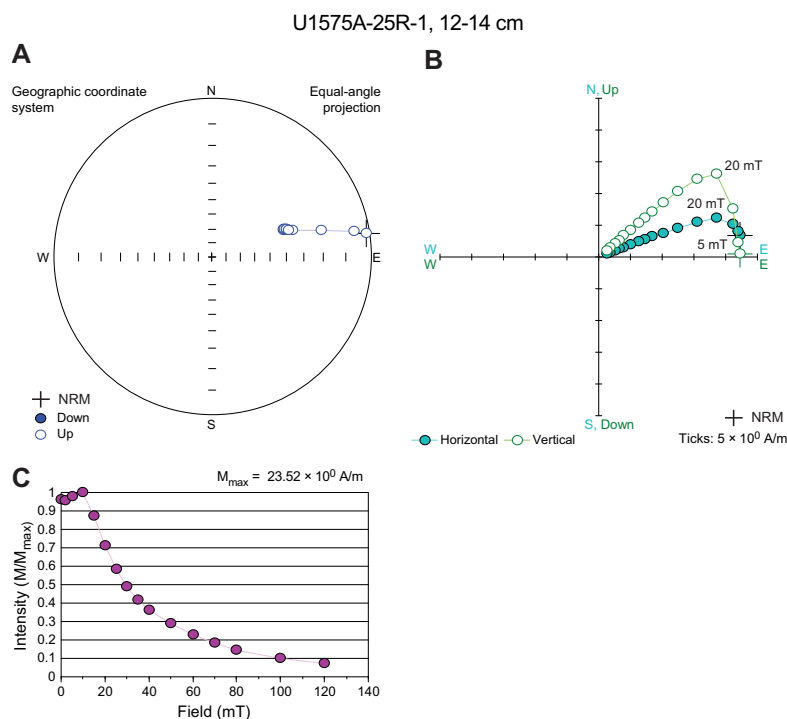 U1575A-25R-1, 12-14 cm
A
Geographic coordinate
system
Equal-angle
projection
N
W
E
S
NRM
Down
Up
B
N, Up
20 mT
20 mT
5 mT
W
W
E
E
S, Down
NRM
Horizontal
Vertical
Ticks: 5 × 10⁰ A/m
C
Mmax = 23.52 × 10⁰ A/m
1
0.9
0.8
0.7
0.6
0.5
0.4
0.3
0.2
0.1
0
Intensity (M/Mmax)
0 20 40 60 80 100 120 140
Field (mT)